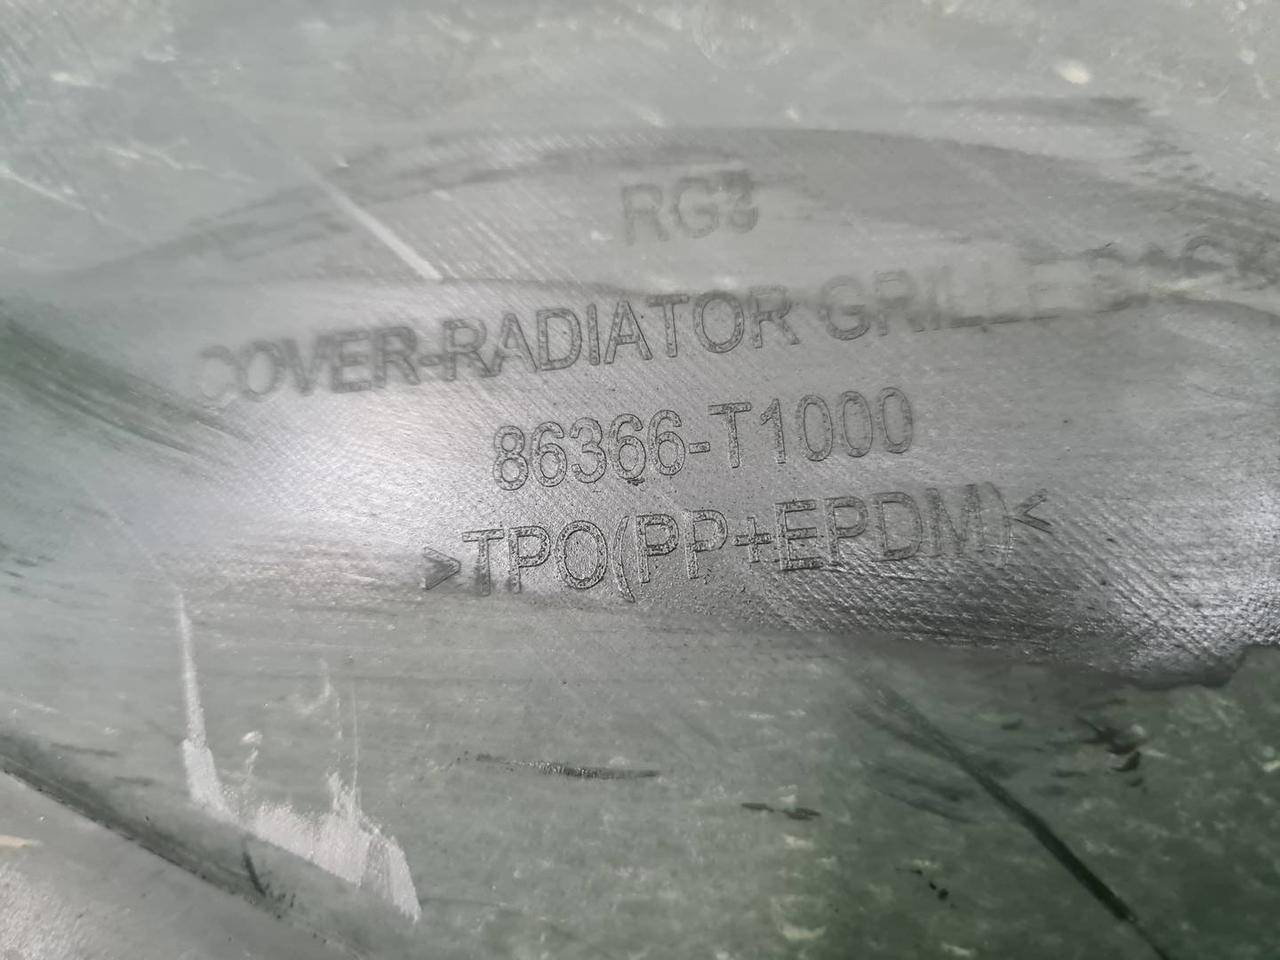 RG3
COVER-RADIATOR GRILLE
86366-T1000
>TPO(PP+EPDM)<